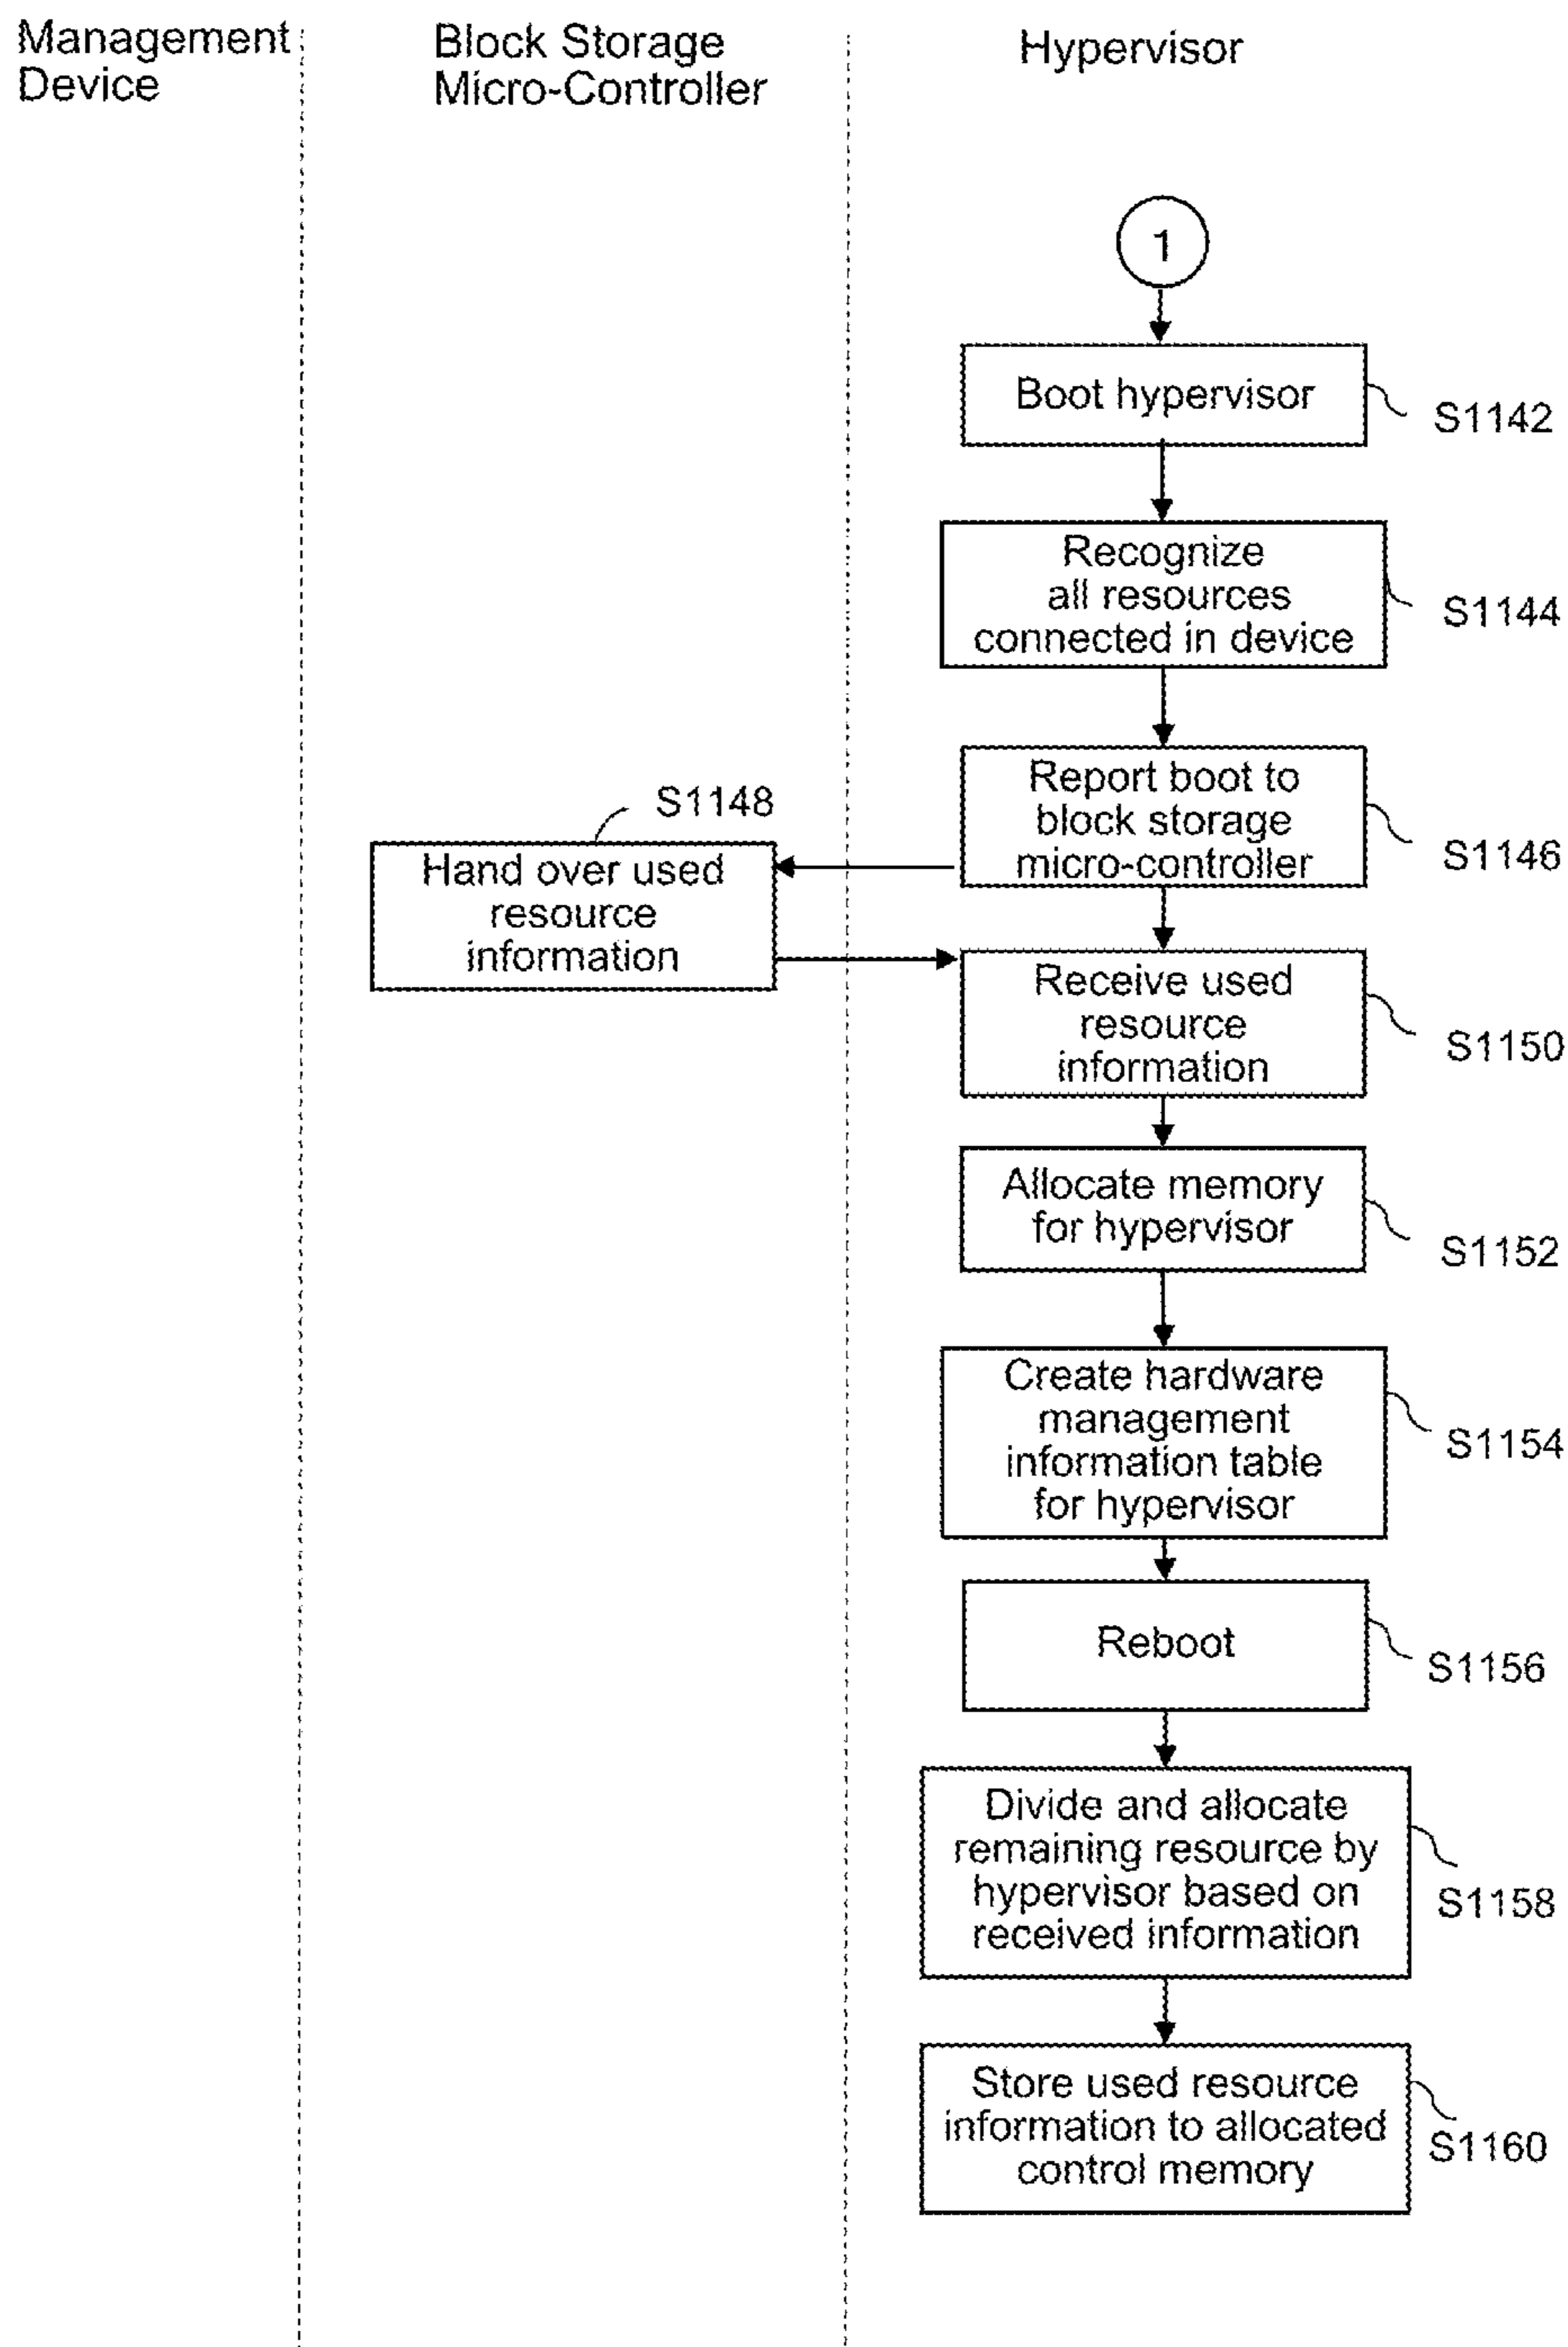 Management
Device
Block Storage
Micro-Controller
Hypervisor
1
Boot hypervisor
S1142
Recognize
all resources
connected in device
S1144
Report boot to
block storage
micro-controller
S1146
S1148
Hand over used
resource
information
Receive used
resource
information
S1150
Allocate memory
for hypervisor
S1152
Create hardware
management
information table
for hypervisor
S1154
Reboot
S1156
Divide and allocate
remaining resource by
hypervisor based on
received information
S1158
Store used resource
information to allocated
control memory
S1160